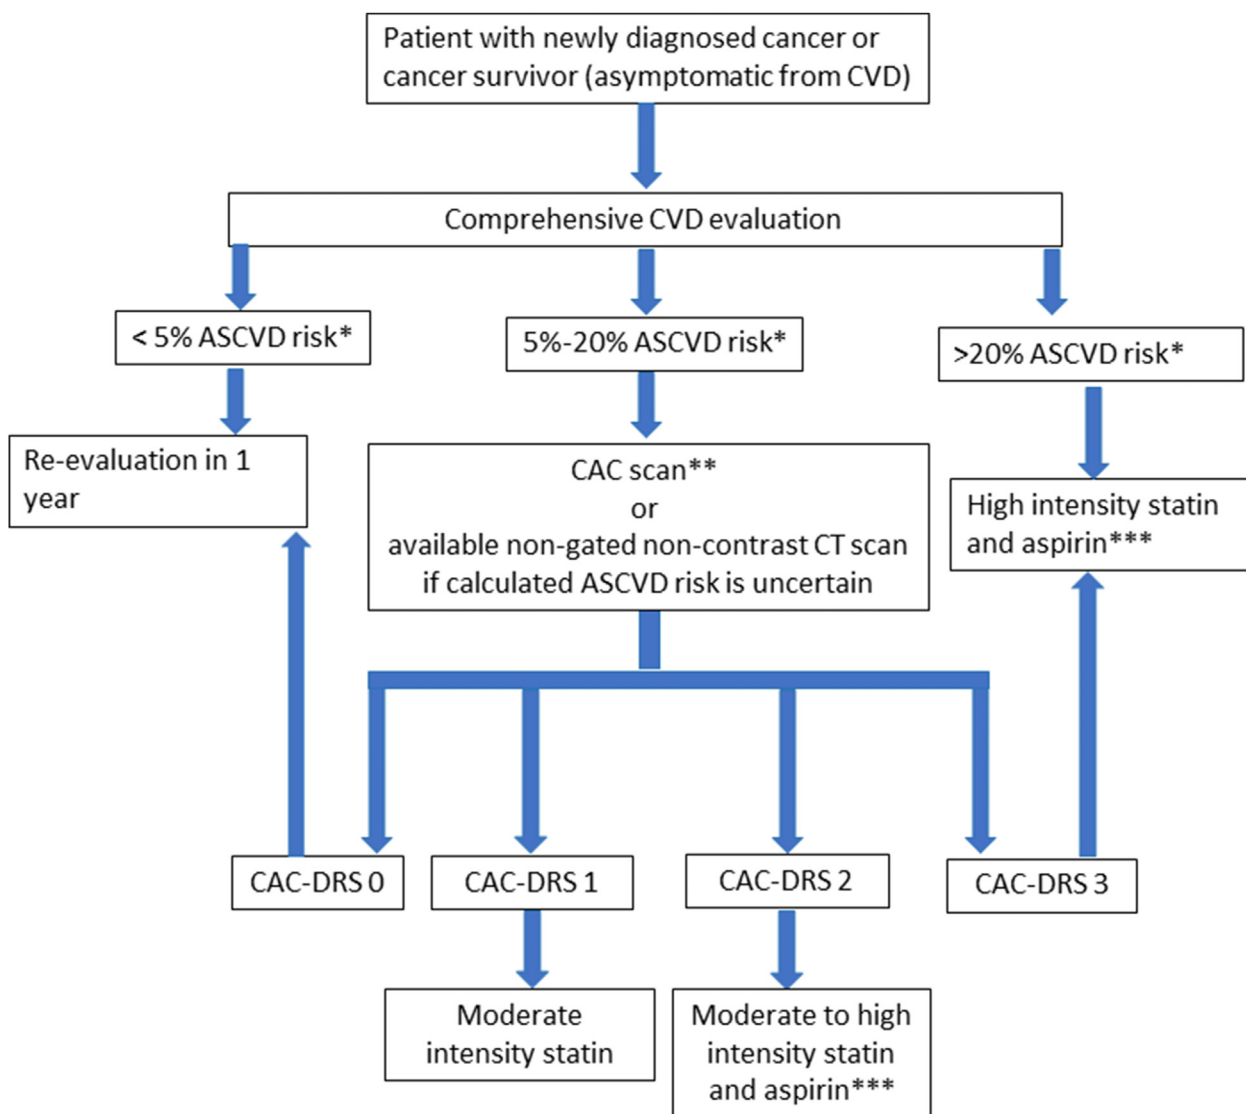 Patient with newly diagnosed cancer or
cancer survivor (asymptomatic from CVD)
Comprehensive CVD evaluation
< 5% ASCVD risk*
5%-20% ASCVD risk*
>20% ASCVD risk*
Re-evaluation in 1
year
CAC scan**
or
available non-gated non-contrast CT scan
if calculated ASCVD risk is uncertain
High intensity statin
and aspirin***
CAC-DRS 0
CAC-DRS 1
CAC-DRS 2
CAC-DRS 3
Moderate
intensity statin
Moderate to high
intensity statin
and aspirin***